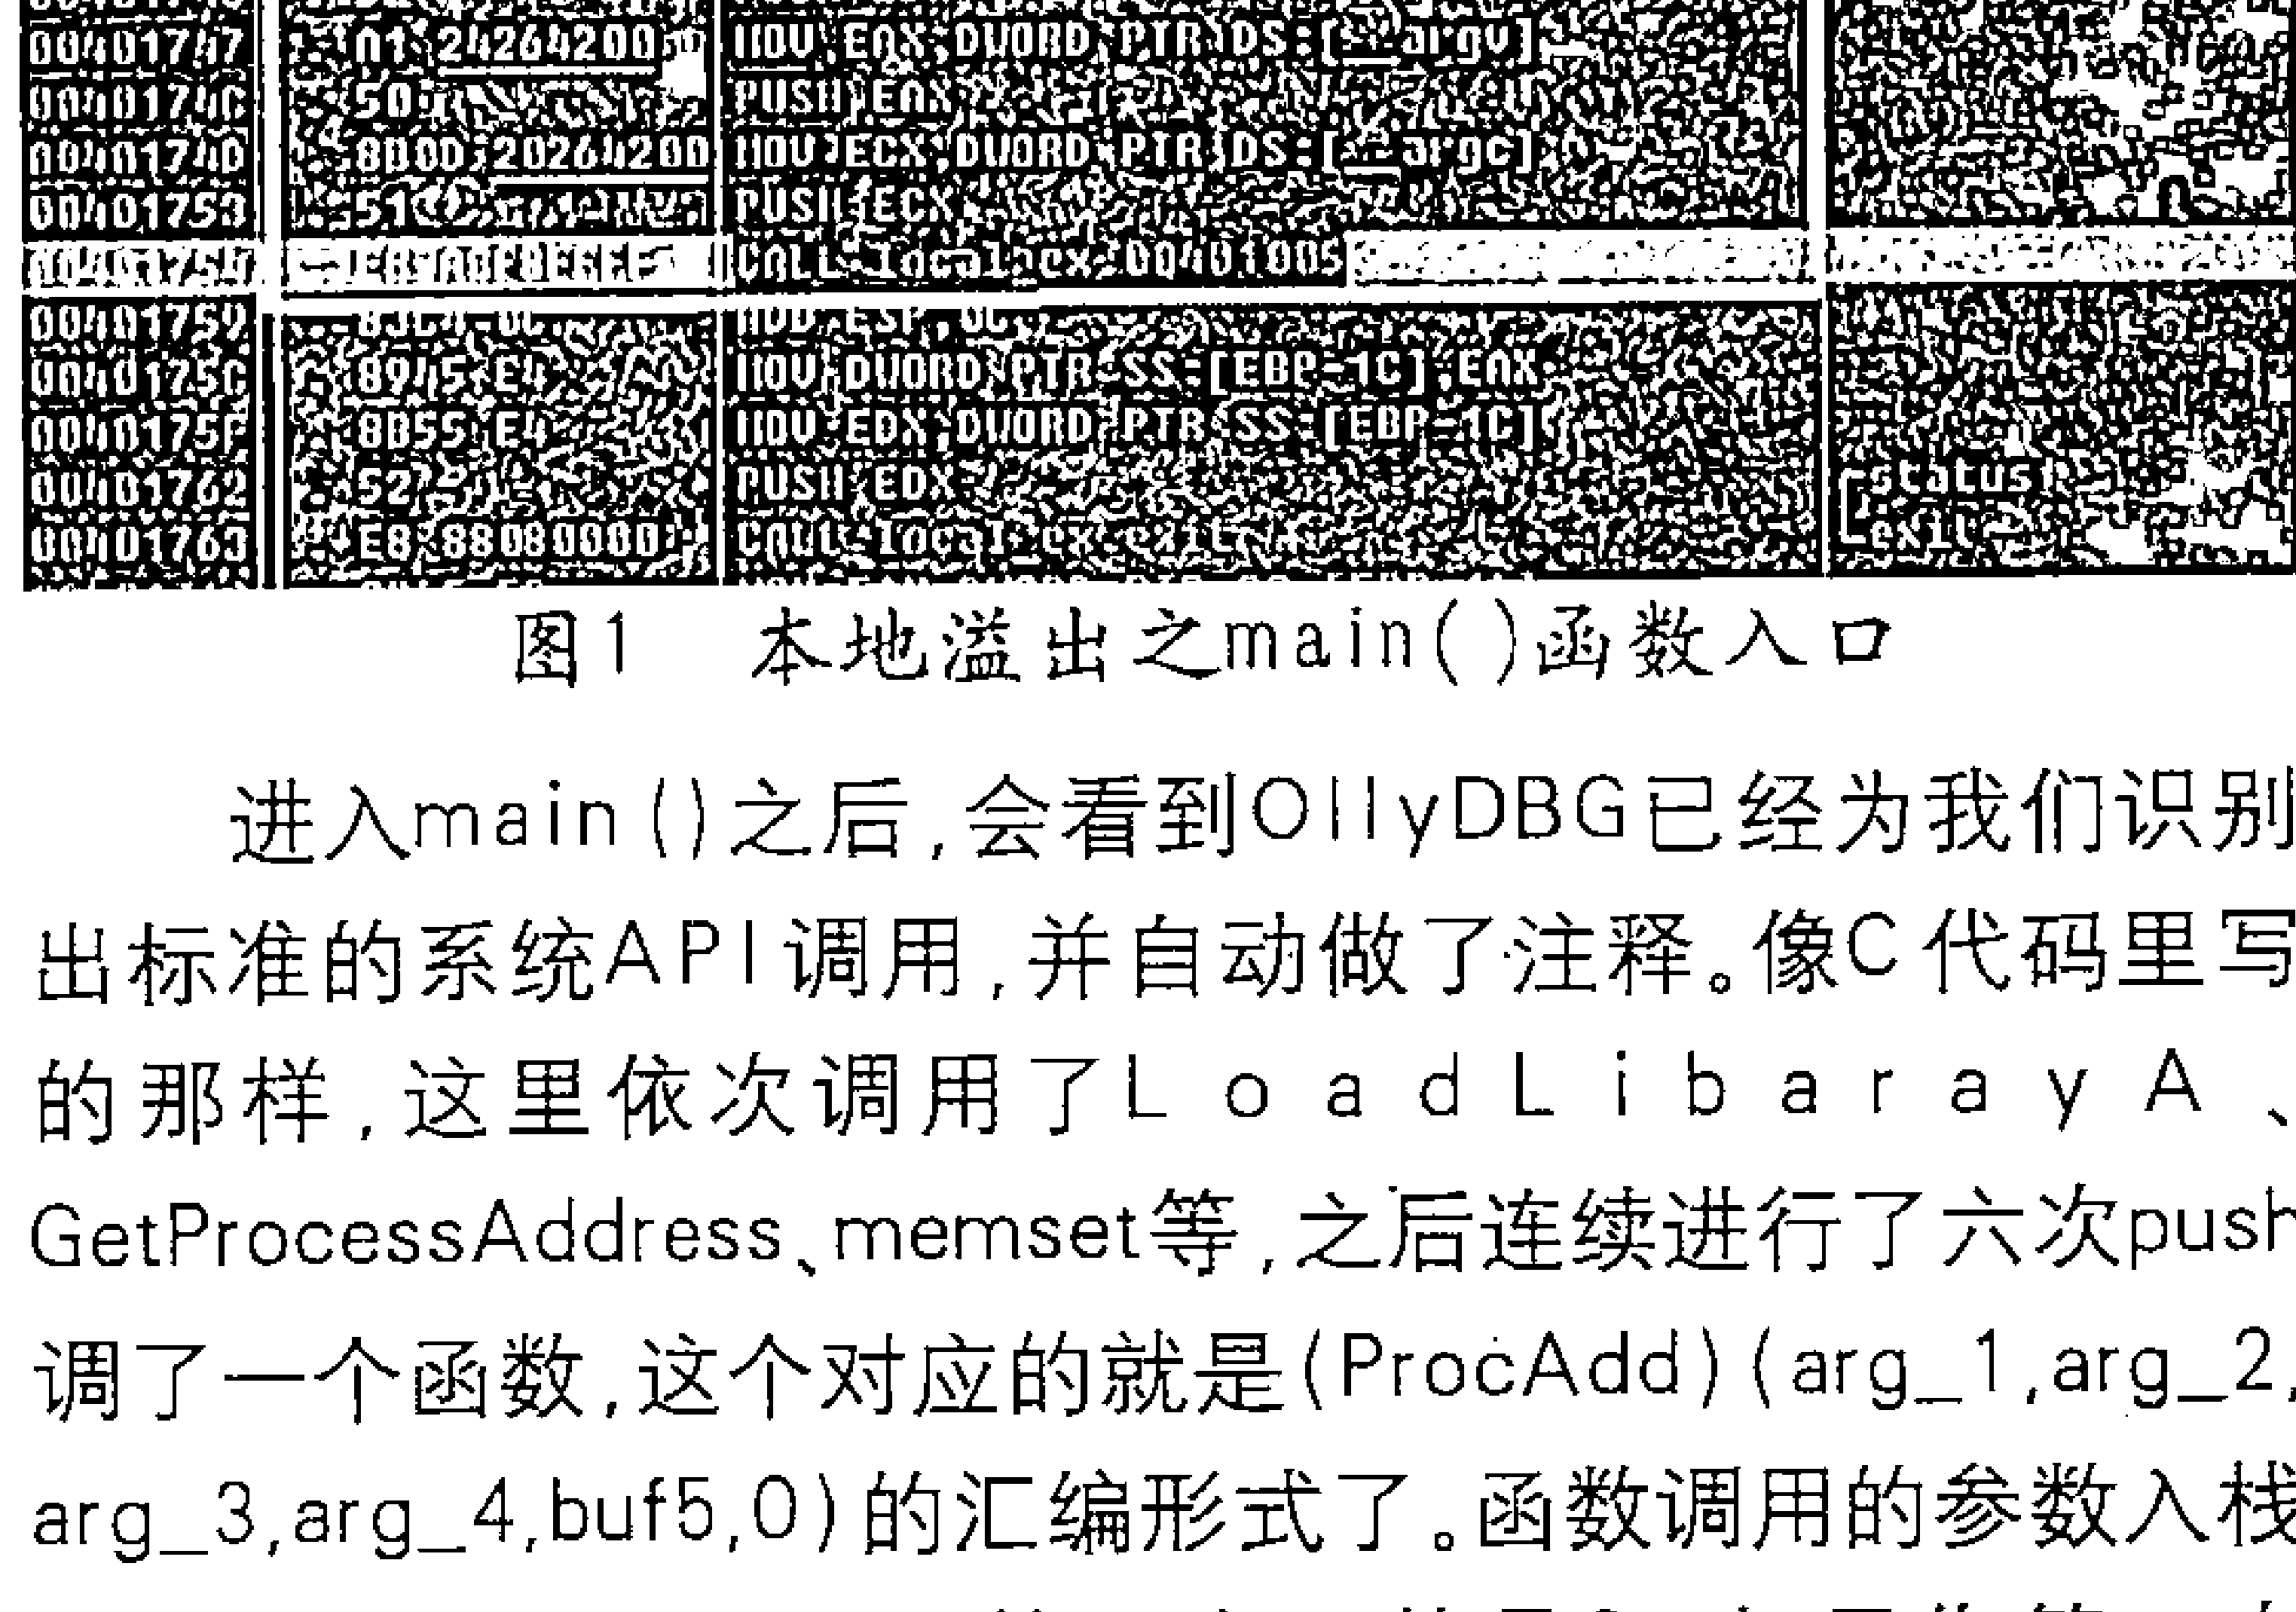 00401747 A1 24264200 MOV EAX,DWORD PTR DS:[__argv]
0040174C 50 PUSH EAX
0040174D 8B0D 20264200 MOV ECX,DWORD PTR DS:[__argc]
00401753 51 PUSH ECX
00401754 CALL 00401005
00401759 83C4 0C ADD ESP,0C
0040175C 8945 E4 MOV DWORD PTR SS:[EBP-1C],EAX
0040175F 8B55 E4 MOV EDX,DWORD PTR SS:[EBP-1C]
00401762 52 PUSH EDX status
00401763 E8 88080000 CALL exit
图1 本地溢出之main()函数入口
进入main()之后,会看到OllyDBG已经为我们识别
出标准的系统API调用,并自动做了注释。像C代码里写
的那样,这里依次调用了LoadLibarayA、
GetProcessAddress、memset等,之后连续进行了六次push
调了一个函数,这个对应的就是(ProcAdd)(arg_1,arg_2,
arg_3,arg_4,buf5,0)的汇编形式了。函数调用的参数入栈